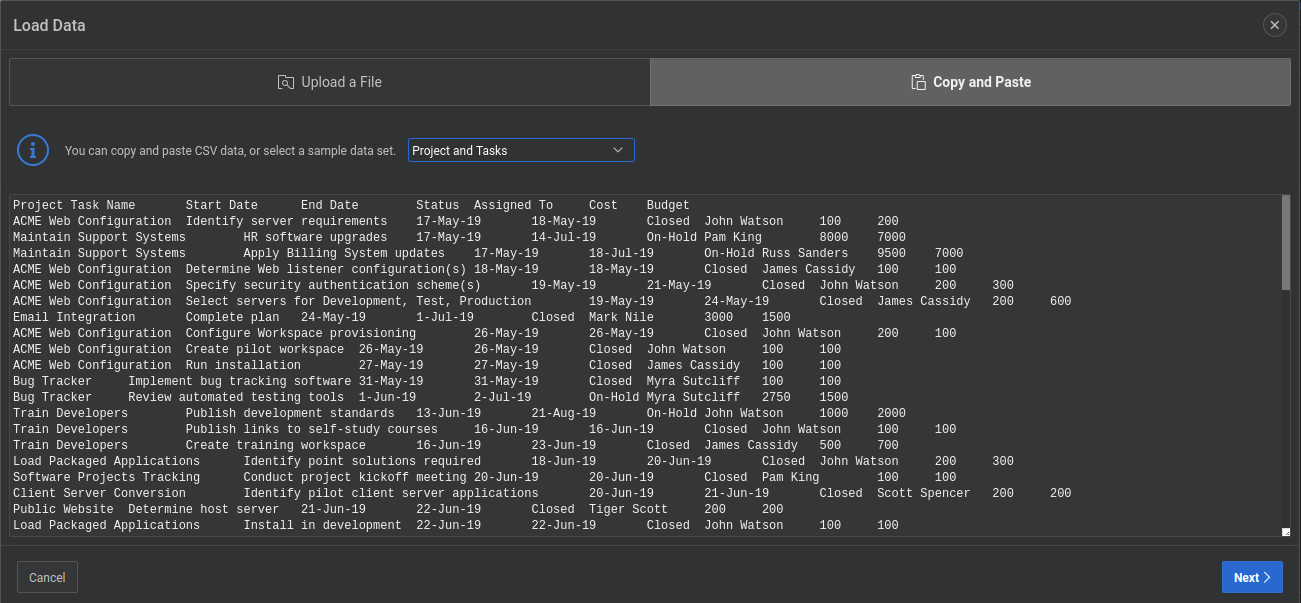 Load Data
Upload a File
Copy and Paste
You can copy and paste CSV data, or select a sample data set. Project and Tasks
Project Task Name Start Date End Date Status Assigned To Cost Budget
ACME Web Configuration Identify server requirements 17-May-19 18-May-19 Closed John Watson 100 200
Maintain Support Systems HR software upgrades 17-May-19 14-Jul-19 On-Hold Pam King 8000 7000
Maintain Support Systems Apply Billing System updates 17-May-19 18-Jul-19 On-Hold Russ Sanders 9500 7000
ACME Web Configuration Determine Web listener configuration(s) 18-May-19 18-May-19 Closed James Cassidy 100 100
ACME Web Configuration Specify security authentication scheme(s) 19-May-19 21-May-19 Closed John Watson 200 300
ACME Web Configuration Select servers for Development, Test, Production 19-May-19 24-May-19 Closed James Cassidy 200 600
Email Integration Complete plan 24-May-19 1-Jul-19 Closed Mark Nile 3000 1500
ACME Web Configuration Configure Workspace provisioning 26-May-19 26-May-19 Closed John Watson 200 100
ACME Web Configuration Create pilot workspace 26-May-19 26-May-19 Closed John Watson 100 100
ACME Web Configuration Run installation 27-May-19 27-May-19 Closed James Cassidy 100 100
Bug Tracker Implement bug tracking software 31-May-19 31-May-19 Closed Myra Sutcliff 100 100
Bug Tracker Review automated testing tools 1-Jun-19 2-Jul-19 On-Hold Myra Sutcliff 2750 1500
Train Developers Publish development standards 13-Jun-19 21-Aug-19 On-Hold John Watson 1000 2000
Train Developers Publish links to self-study courses 16-Jun-19 16-Jun-19 Closed John Watson 100 100
Train Developers Create training workspace 16-Jun-19 23-Jun-19 Closed James Cassidy 500 700
Load Packaged Applications Identify point solutions required 18-Jun-19 20-Jun-19 Closed John Watson 200 300
Software Projects Tracking Conduct project kickoff meeting 20-Jun-19 20-Jun-19 Closed Pam King 100 100
Client Server Conversion Identify pilot client server applications 20-Jun-19 21-Jun-19 Closed Scott Spencer 200 200
Public Website Determine host server 21-Jun-19 22-Jun-19 Closed Tiger Scott 200 200
Load Packaged Applications Install in development 22-Jun-19 22-Jun-19 Closed John Watson 100 100
Cancel
Next